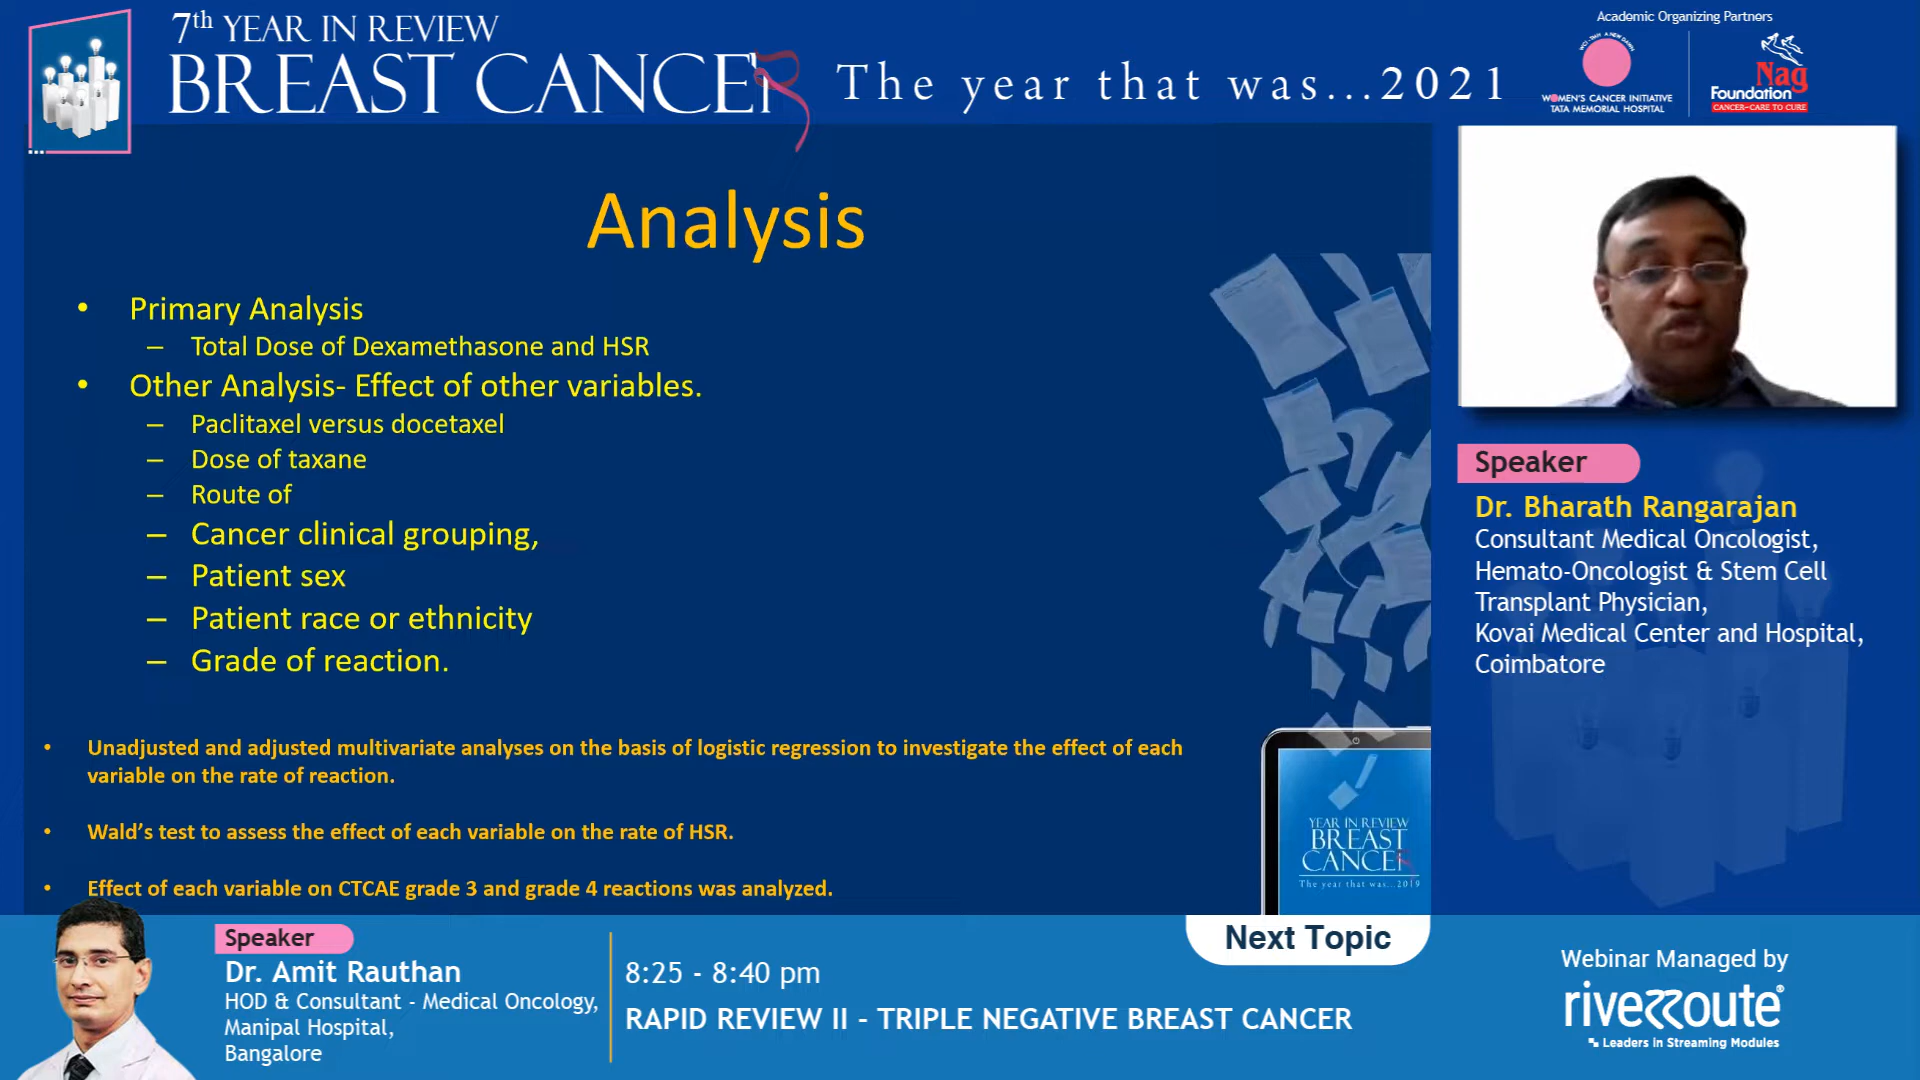 7th YEAR IN REVIEW
BREAST CANCER
The year that was...2021
Academic Organizing Partners
WOMEN'S CANCER INITIATIVE
TATA MEMORIAL HOSPITAL
Nag
Foundation
CANCER-CARE TO CURE
Analysis
• Primary Analysis
– Total Dose of Dexamethasone and HSR
• Other Analysis- Effect of other variables.
– Paclitaxel versus docetaxel
– Dose of taxane
– Route of
– Cancer clinical grouping,
– Patient sex
– Patient race or ethnicity
– Grade of reaction.
• Unadjusted and adjusted multivariate analyses on the basis of logistic regression to investigate the effect of each
variable on the rate of reaction.
• Wald's test to assess the effect of each variable on the rate of HSR.
• Effect of each variable on CTCAE grade 3 and grade 4 reactions was analyzed.
YEAR IN REVIEW
BREAST
CANCER
The year that was...2019
Speaker
Dr. Bharath Rangarajan
Consultant Medical Oncologist,
Hemato-Oncologist & Stem Cell
Transplant Physician,
Kovai Medical Center and Hospital,
Coimbatore
Speaker
Dr. Amit Rauthan
HOD & Consultant - Medical Oncology,
Manipal Hospital,
Bangalore
Next Topic
8:25 - 8:40 pm
RAPID REVIEW II - TRIPLE NEGATIVE BREAST CANCER
Webinar Managed by
riverroute®
Leaders in Streaming Modules